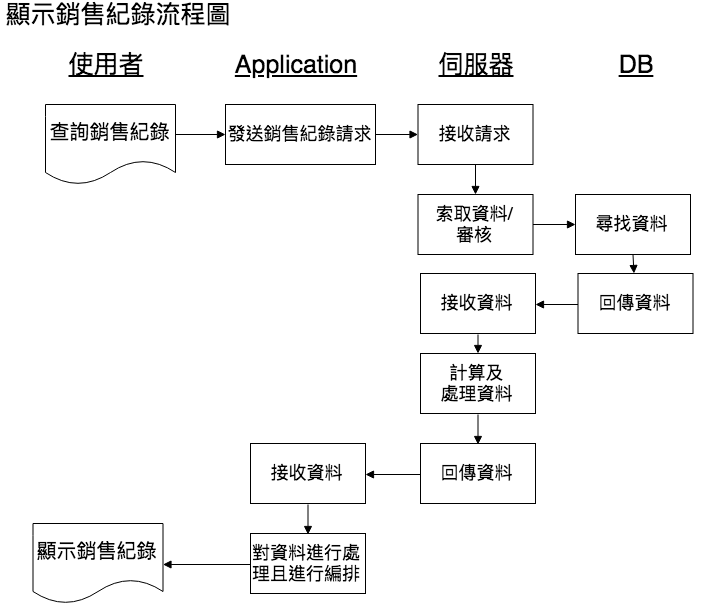 顯示銷售紀錄流程圖
使用者
Application
伺服器
DB
查詢銷售紀錄
發送銷售紀錄請求
接收請求
索取資料/
審核
尋找資料
接收資料
回傳資料
計算及
處理資料
接收資料
回傳資料
顯示銷售紀錄
對資料進行處
理且進行編排